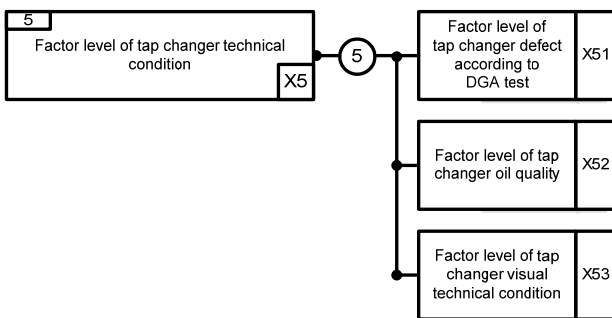 5
Factor level of tap changer technical
condition
X5
5
Factor level of
tap changer defect
according to
DGA test
X51
Factor level of tap
changer oil quality
X52
Factor level of tap
changer visual
technical condition
X53